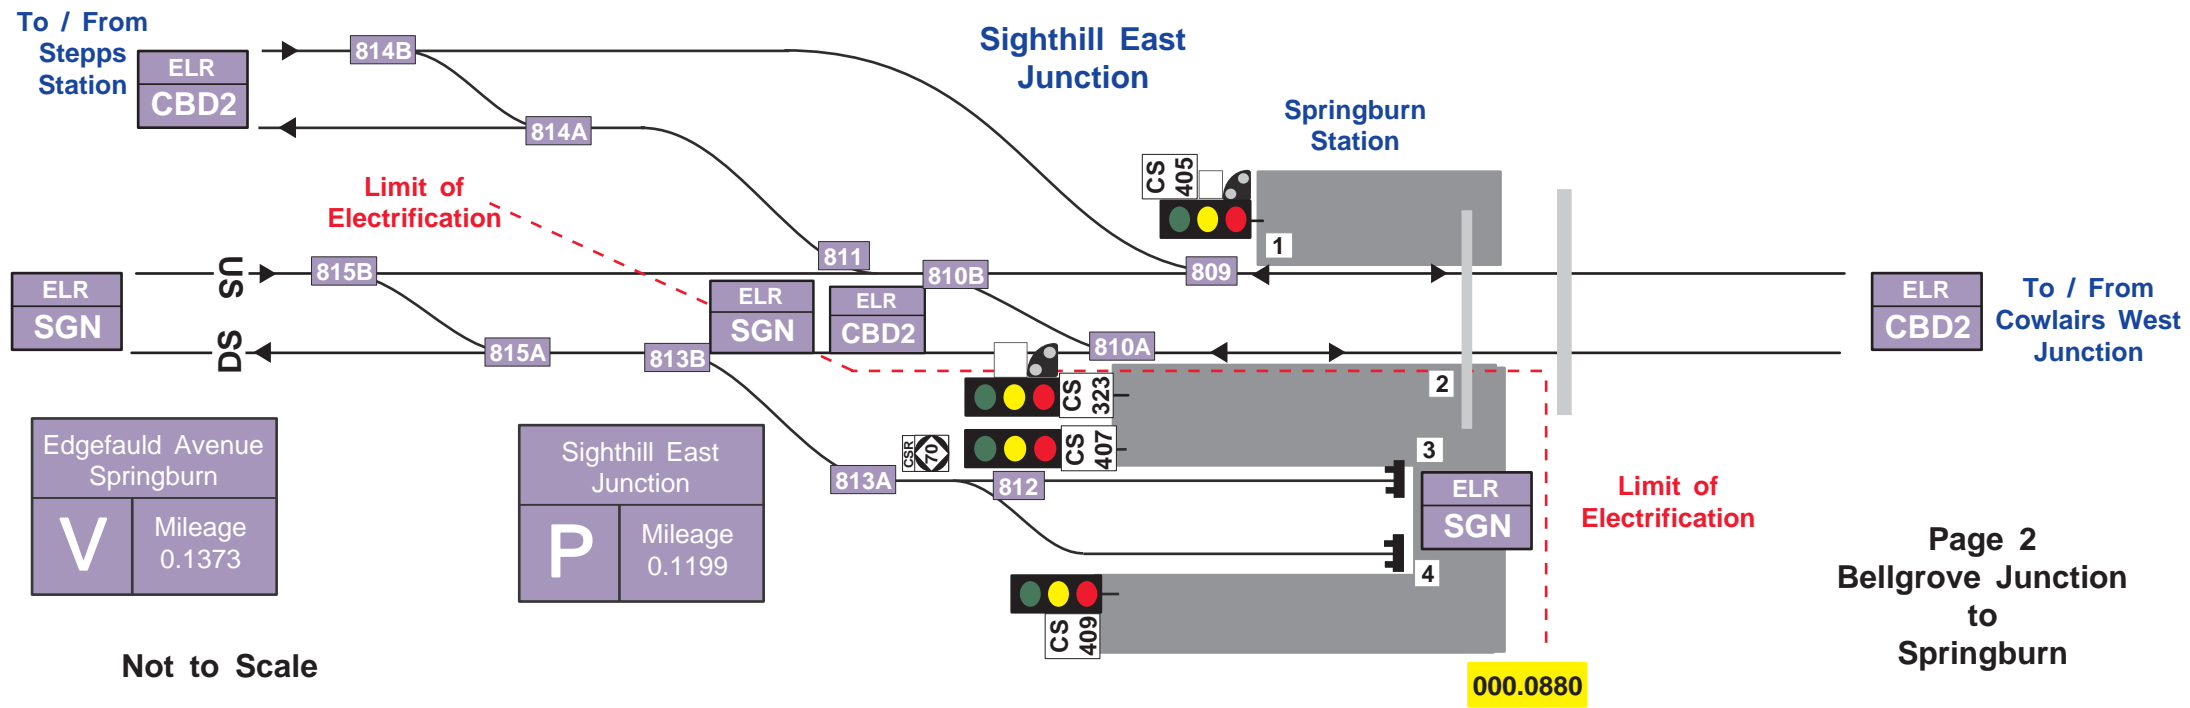 To / From
Stepps
Station
ELR
CBD2
814B
814A
Sighthill East
Junction
Springburn
Station
CS
405
1
Limit of
Electrification
811
810B
809
US
815B
ELR
SGN
DS
815A
813B
ELR
SGN
ELR
CBD2
810A
ELR
CBD2
To / From
Cowlairs West
Junction
CS
323
2
CS
407
3
CSR
70
813A
812
ELR
SGN
4
CS
409
Limit of
Electrification
Edgefauld Avenue
Springburn
V
Mileage
0.1373
Sighthill East
Junction
P
Mileage
0.1199
Not to Scale
000.0880
Page 2
Bellgrove Junction
to
Springburn